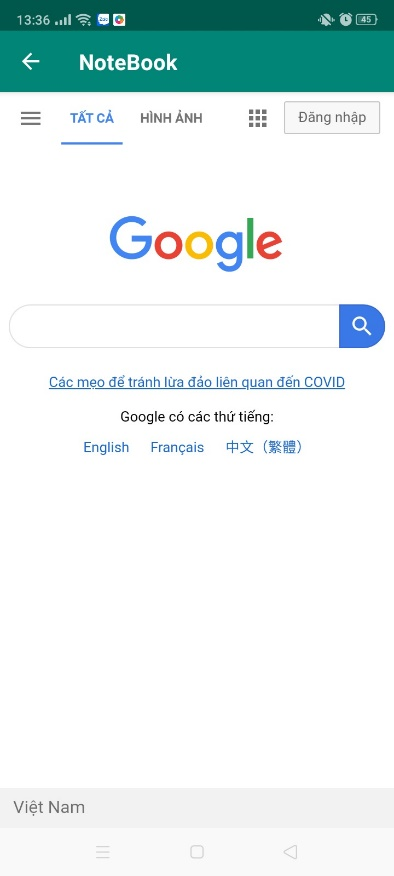 13:36 Zalo 45
NoteBook
TẤT CẢ HÌNH ẢNH Đăng nhập
Google
Các mẹo để tránh lừa đảo liên quan đến COVID
Google có các thứ tiếng:
English Français 中文（繁體）
Việt Nam